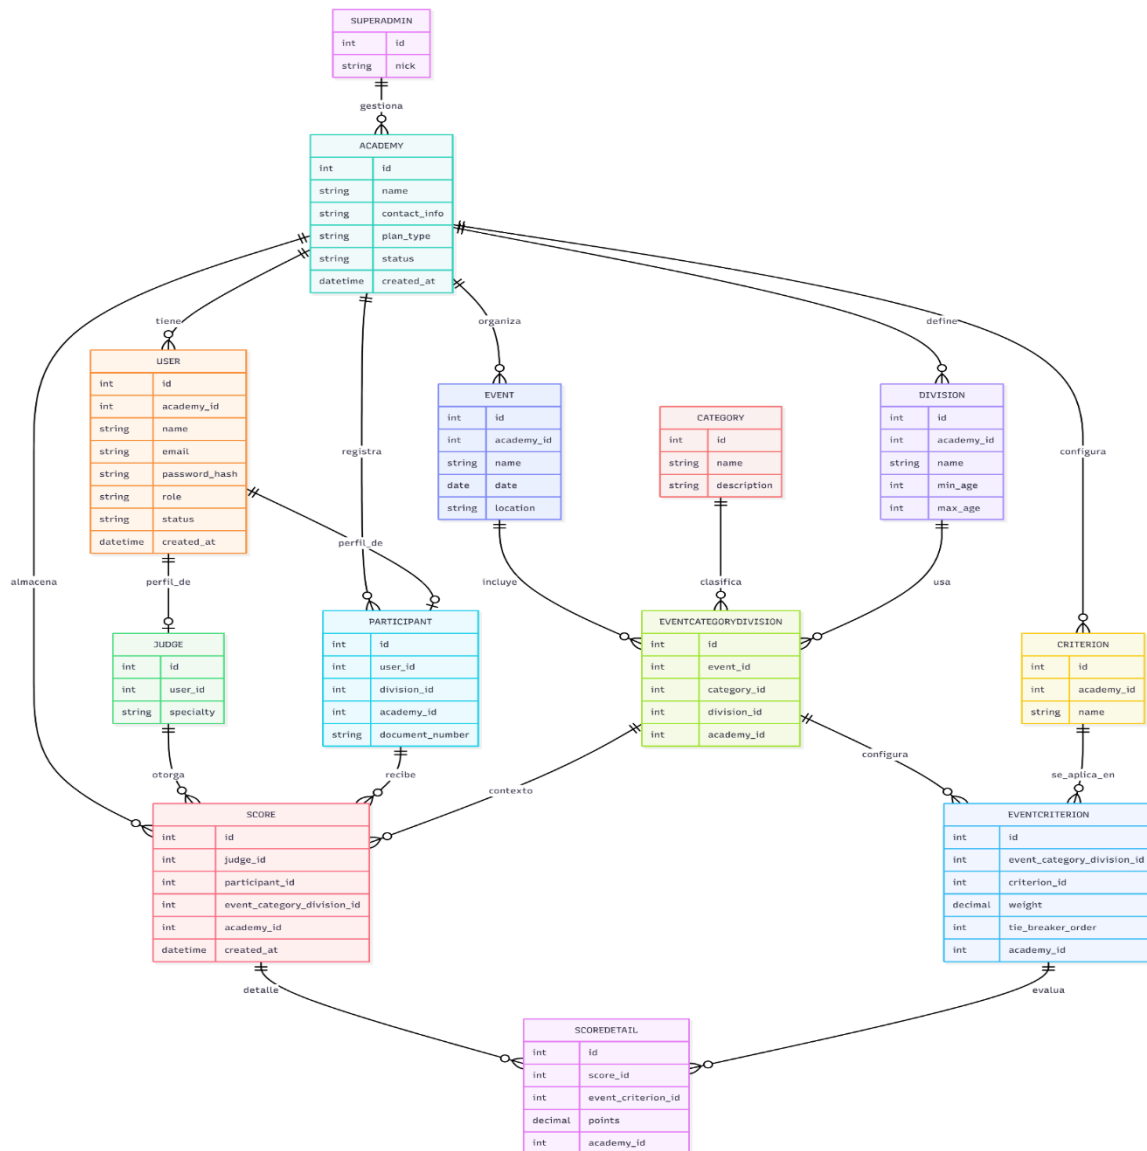 SUPERADMIN
int id
string nick
gestiona
ACADEMY
int id
string name
string contact_info
string plan_type
string status
datetime created_at
tiene
organiza
define
USER
int id
int academy_id
string name
string email
string password_hash
string role
string status
datetime created_at
EVENT
int id
int academy_id
string name
date date
string location
CATEGORY
int id
string name
string description
DIVISION
int id
int academy_id
string name
int min_age
int max_age
registra
configura
perfil_de
almacena
perfil_de
incluye
clasifica
usa
JUDGE
int id
int user_id
string specialty
PARTICIPANT
int id
int user_id
int division_id
int academy_id
string document_number
EVENTCATEGORYDIVISION
int id
int event_id
int category_id
int division_id
int academy_id
CRITERION
int id
int academy_id
string name
otorga
recibe
contexto
configura
se_aplica_en
SCORE
int id
int judge_id
int participant_id
int event_category_division_id
int academy_id
datetime created_at
EVENTCRITERION
int id
int event_category_division_id
int criterion_id
decimal weight
int tie_breaker_order
int academy_id
detalle
evalua
SCOREDETAIL
int id
int score_id
int event_criterion_id
decimal points
int academy_id